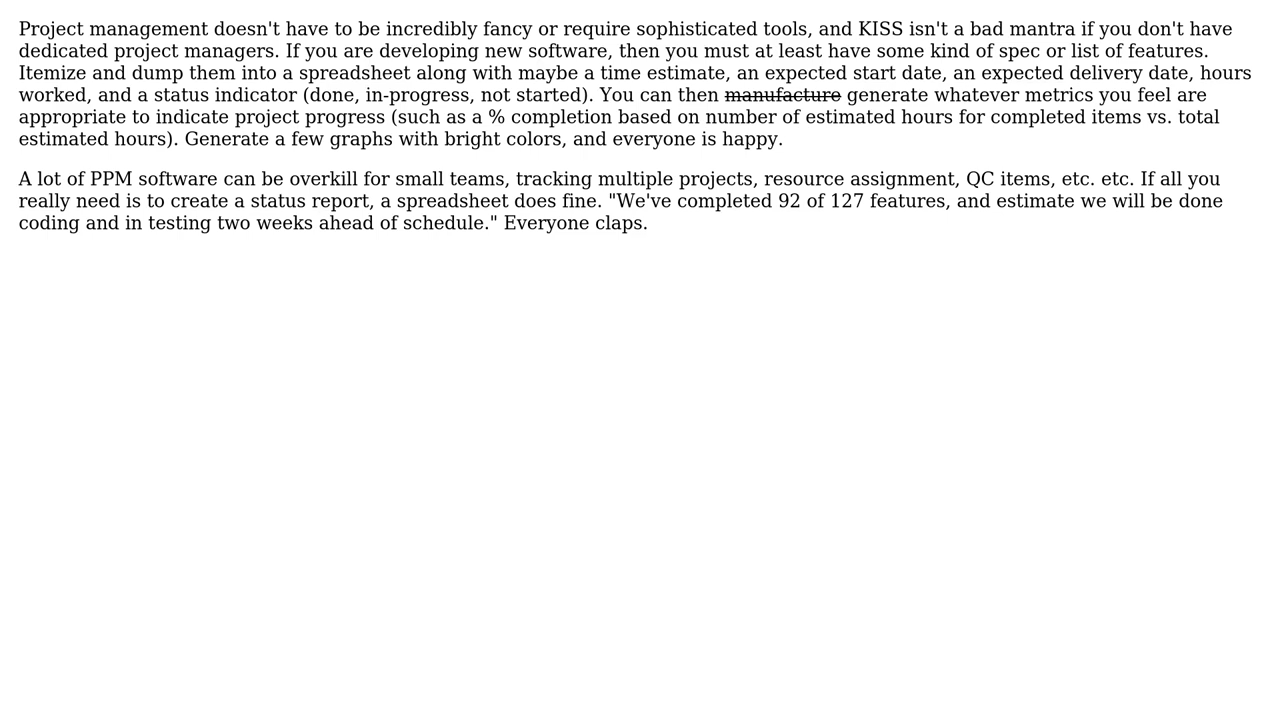 Project management doesn't have to be incredibly fancy or require sophisticated tools, and KISS isn't a bad mantra if you don't have
dedicated project managers. If you are developing new software, then you must at least have some kind of spec or list of features.
Itemize and dump them into a spreadsheet along with maybe a time estimate, an expected start date, an expected delivery date, hours
worked, and a status indicator (done, in-progress, not started). You can then manufacture generate whatever metrics you feel are
appropriate to indicate project progress (such as a % completion based on number of estimated hours for completed items vs. total
estimated hours). Generate a few graphs with bright colors, and everyone is happy.
A lot of PPM software can be overkill for small teams, tracking multiple projects, resource assignment, QC items, etc. etc. If all you
really need is to create a status report, a spreadsheet does fine. "We've completed 92 of 127 features, and estimate we will be done
coding and in testing two weeks ahead of schedule." Everyone claps.